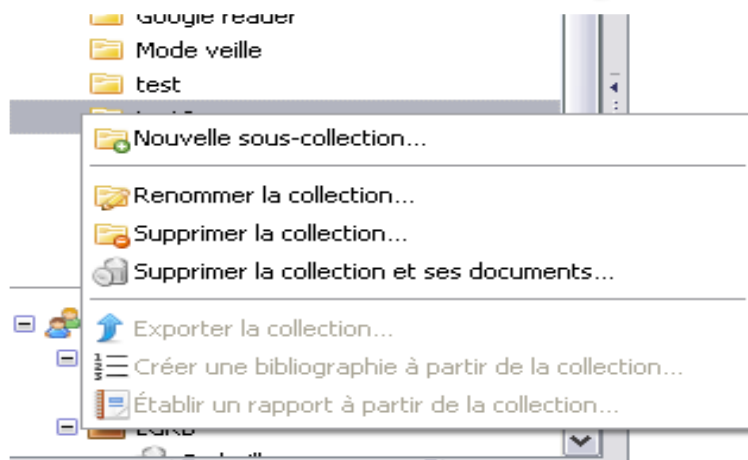 Google reader
Mode veille
test
Nouvelle sous-collection...
Renommer la collection...
Supprimer la collection...
Supprimer la collection et ses documents...
Exporter la collection...
Créer une bibliographie à partir de la collection...
Établir un rapport à partir de la collection...